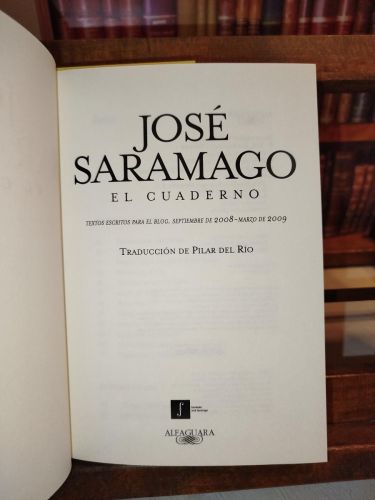 JOSÉ
SARAMAGO
EL CUADERNO
TEXTOS ESCRITOS PARA EL BLOG. SEPTIEMBRE DE 2008-MARZO DE 2009
TRADUCCIÓN DE PILAR DEL RÍO
f
ALFAGUARA